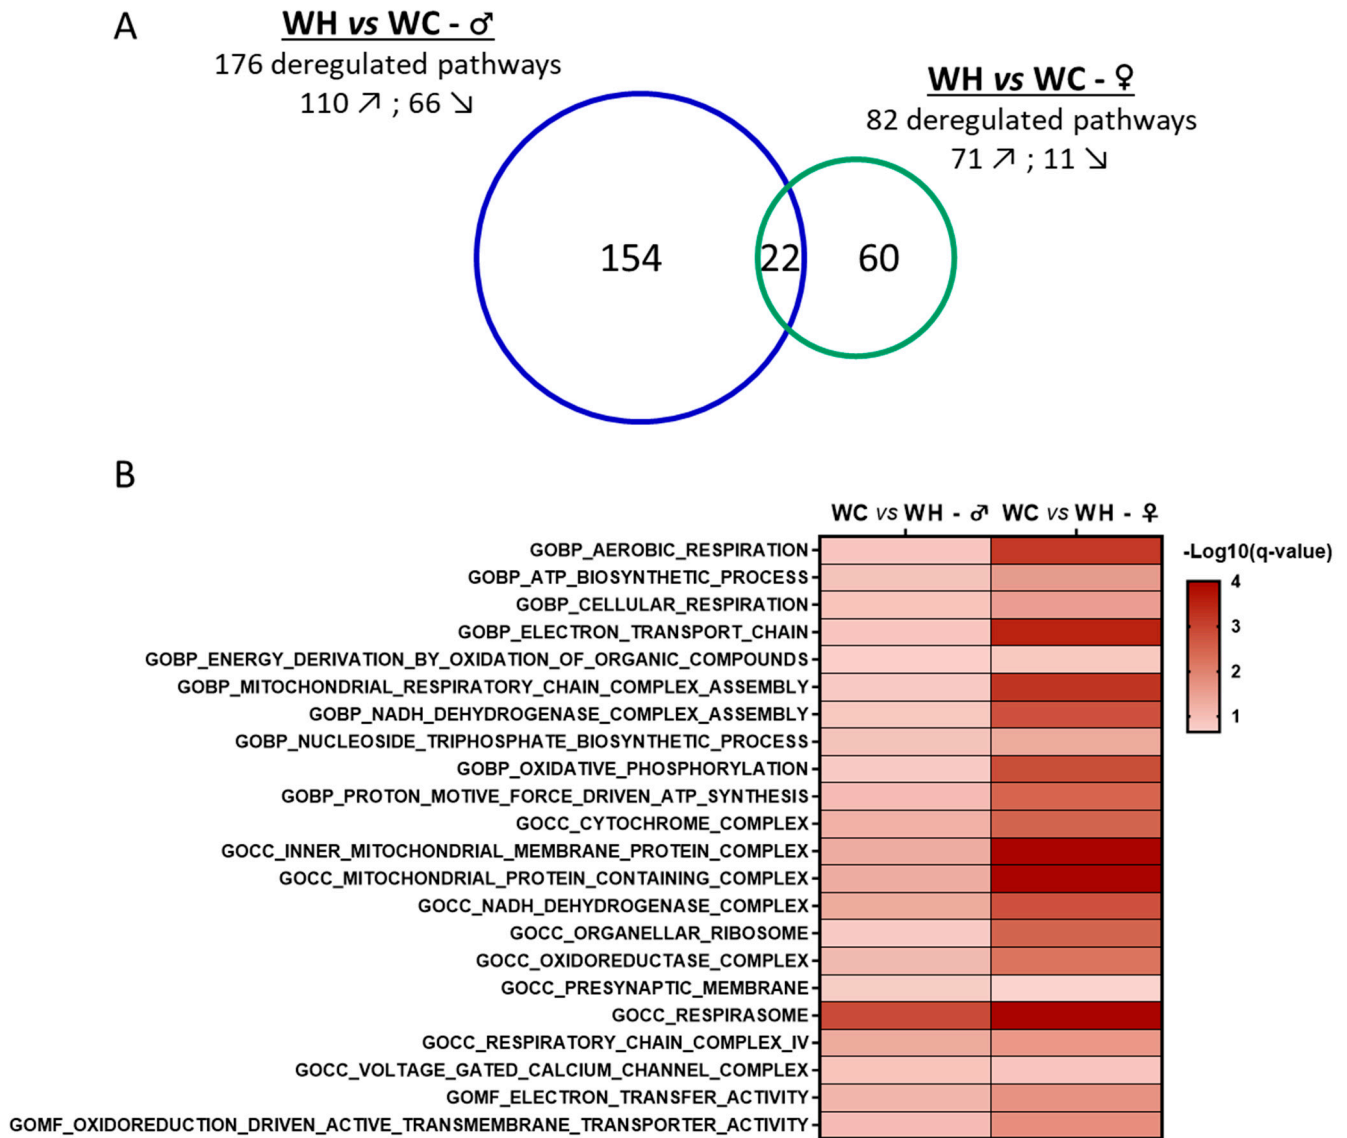 A
WH vs WC - ♂
176 deregulated pathways
110 ↗ ; 66 ↘
WH vs WC - ♀
82 deregulated pathways
71 ↗ ; 11 ↘
154
22
60
B
WC vs WH - ♂ WC vs WH - ♀
-Log10(q-value)
4
3
2
1
GOBP_AEROBIC_RESPIRATION
GOBP_ATP_BIOSYNTHETIC_PROCESS
GOBP_CELLULAR_RESPIRATION
GOBP_ELECTRON_TRANSPORT_CHAIN
GOBP_ENERGY_DERIVATION_BY_OXIDATION_OF_ORGANIC_COMPOUNDS
GOBP_MITOCHONDRIAL_RESPIRATORY_CHAIN_COMPLEX_ASSEMBLY
GOBP_NADH_DEHYDROGENASE_COMPLEX_ASSEMBLY
GOBP_NUCLEOSIDE_TRIPHOSPHATE_BIOSYNTHETIC_PROCESS
GOBP_OXIDATIVE_PHOSPHORYLATION
GOBP_PROTON_MOTIVE_FORCE_DRIVEN_ATP_SYNTHESIS
GOCC_CYTOCHROME_COMPLEX
GOCC_INNER_MITOCHONDRIAL_MEMBRANE_PROTEIN_COMPLEX
GOCC_MITOCHONDRIAL_PROTEIN_CONTAINING_COMPLEX
GOCC_NADH_DEHYDROGENASE_COMPLEX
GOCC_ORGANELLAR_RIBOSOME
GOCC_OXIDOREDUCTASE_COMPLEX
GOCC_PRESYNAPTIC_MEMBRANE
GOCC_RESPIRASOME
GOCC_RESPIRATORY_CHAIN_COMPLEX_IV
GOCC_VOLTAGE_GATED_CALCIUM_CHANNEL_COMPLEX
GOMF_ELECTRON_TRANSFER_ACTIVITY
GOMF_OXIDOREDUCTION_DRIVEN_ACTIVE_TRANSMEMBRANE_TRANSPORTER_ACTIVITY